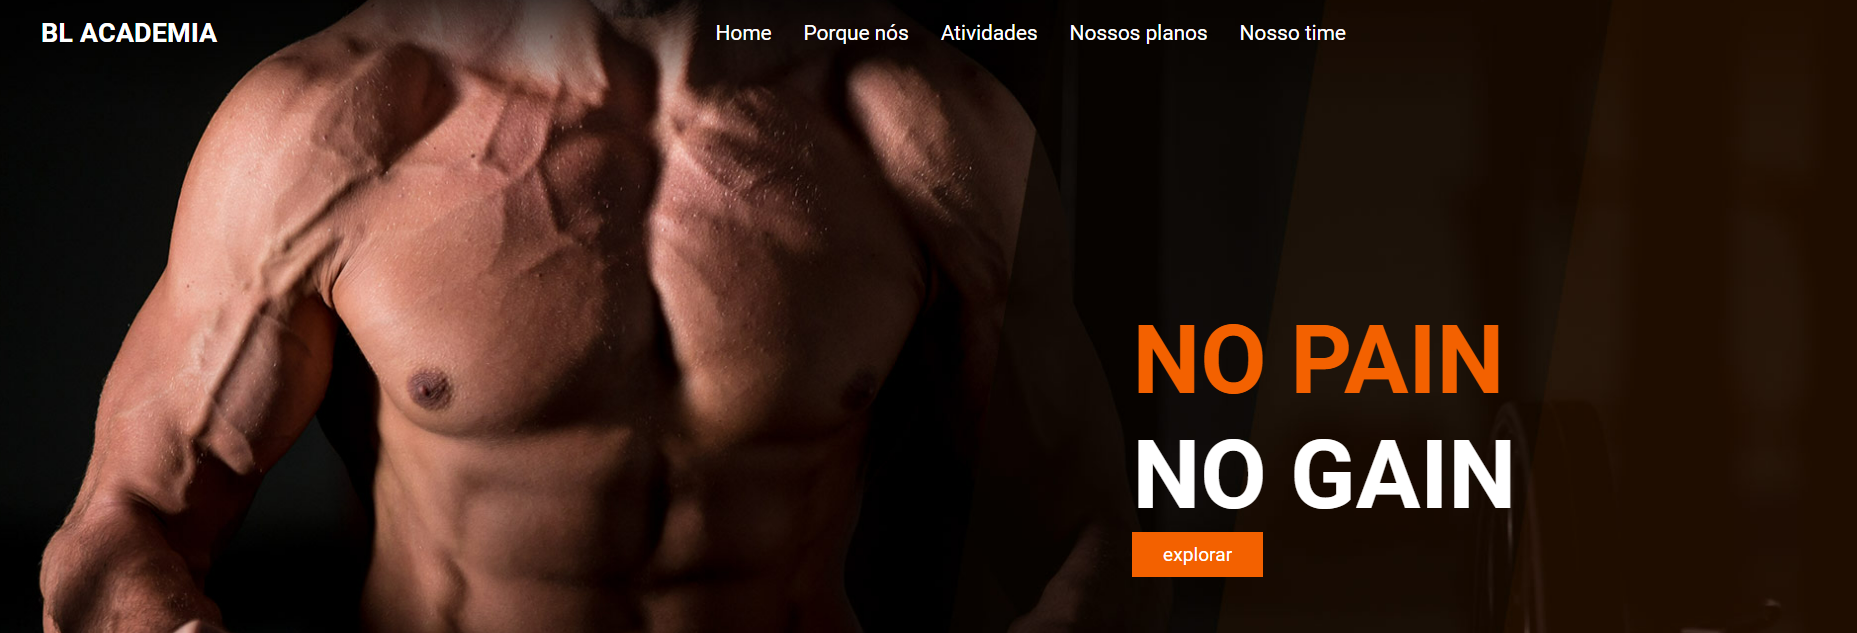 BL ACADEMIA
Home Porque nós Atividades Nossos planos Nosso time
NO PAIN
NO GAIN
explorar